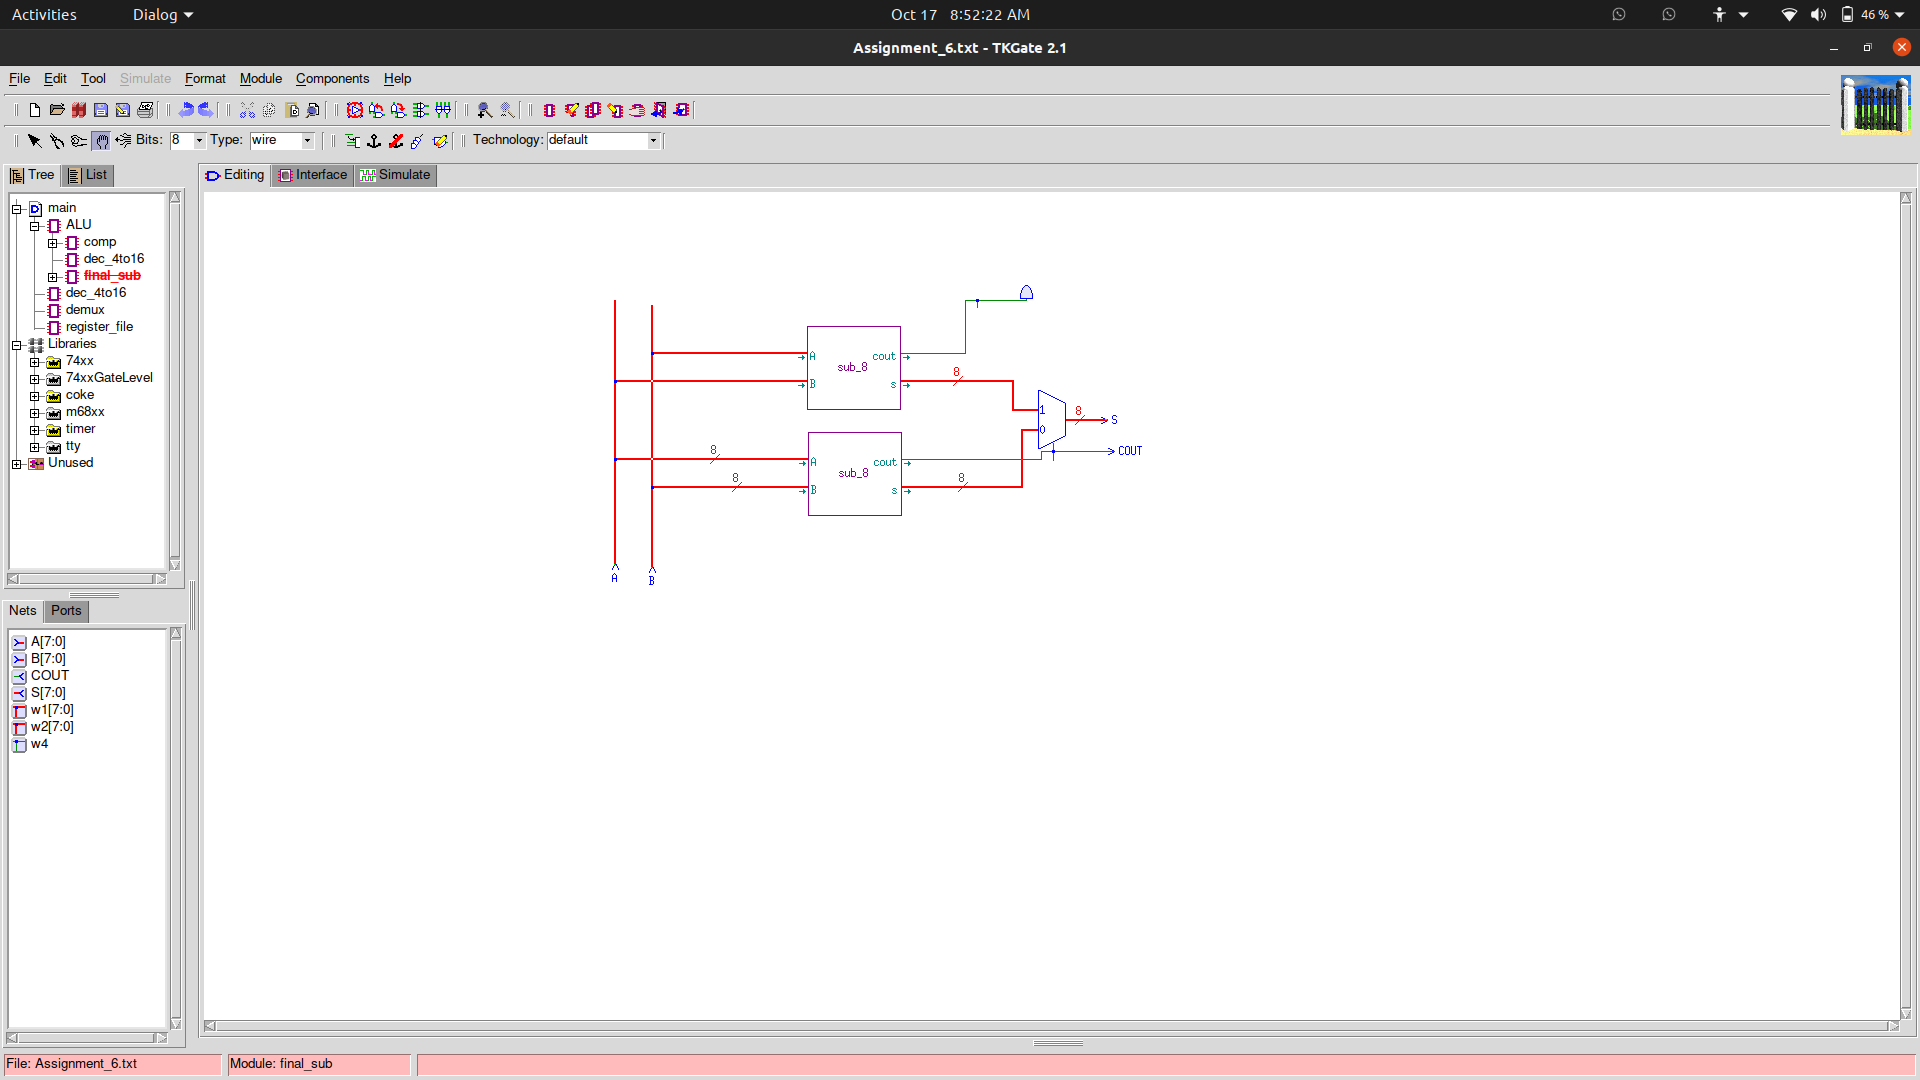 Activities Dialog Oct 17 8:52:22 AM 46 %
Assignment_6.txt - TKGate 2.1
File Edit Tool Simulate Format Module Components Help
Bits: 8 Type: wire Technology: default
Tree List Editing Interface Simulate
main
ALU
comp
dec_4to16
final_sub
dec_4to16
demux
register_file
Libraries
74xx
74xxGateLevel
coke
m68xx
timer
tty
Unused
A cout
sub_8
B s
8
1
0
8
S
COUT
8
A cout
sub_8
8
B s
8
A B
Nets Ports
A[7:0]
B[7:0]
COUT
S[7:0]
w1[7:0]
w2[7:0]
w4
File: Assignment_6.txt Module: final_sub